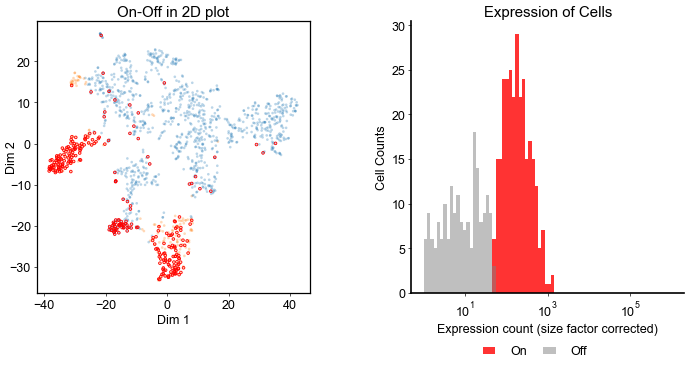 On-Off in 2D plot
20
10
0
−10
−20
−30
Dim 2
−40
−20
0
20
40
Dim 1
Expression of Cells
30
25
20
15
10
5
0
Cell Counts
10^1
10^3
10^5
Expression count (size factor corrected)
On
Off